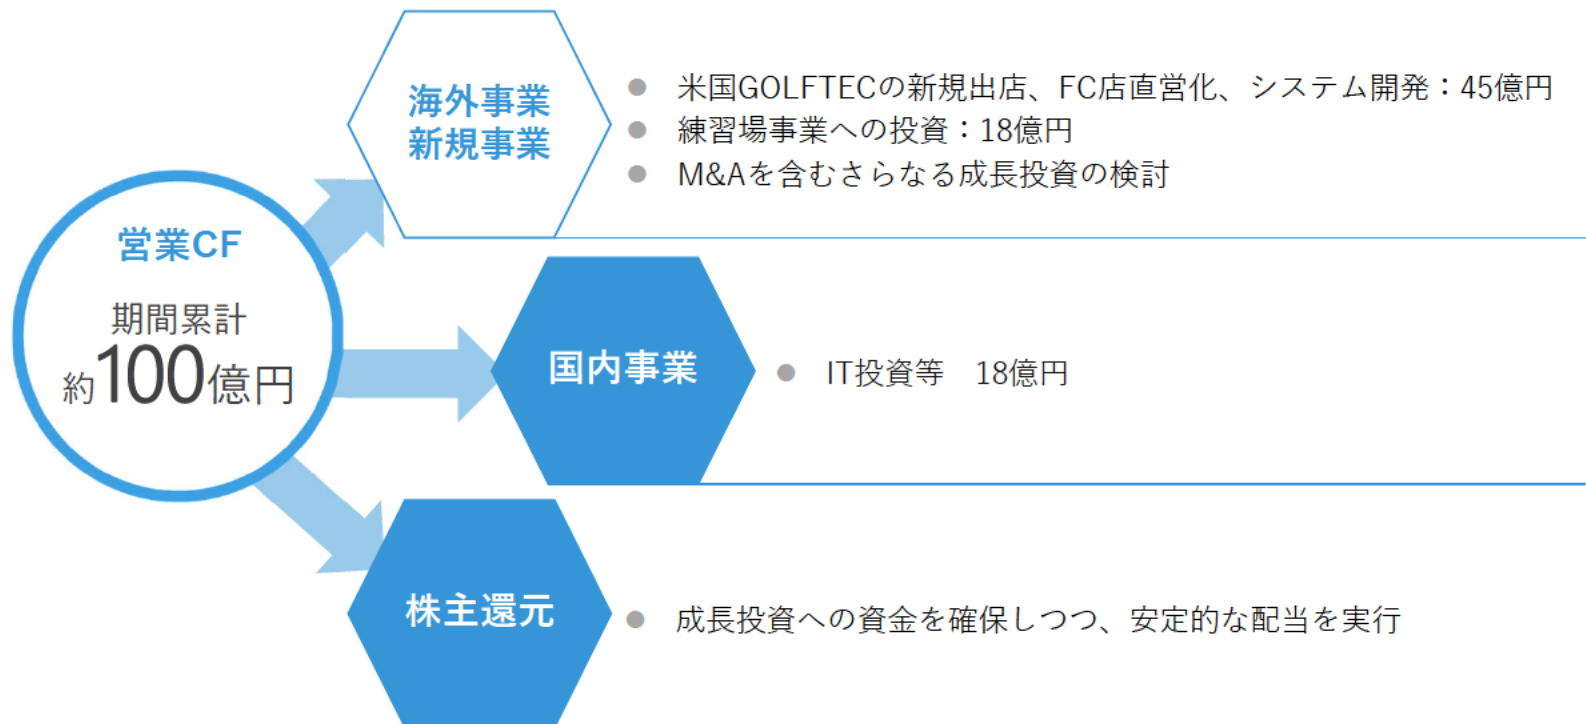 営業CF
期間累計
約100億円
海外事業
新規事業
● 米国GOLFTECの新規出店、FC店直営化、システム開発：45億円
● 練習場事業への投資：18億円
● M&Aを含むさらなる成長投資の検討
国内事業
● IT投資等　18億円
株主還元
● 成長投資への資金を確保しつつ、安定的な配当を実行